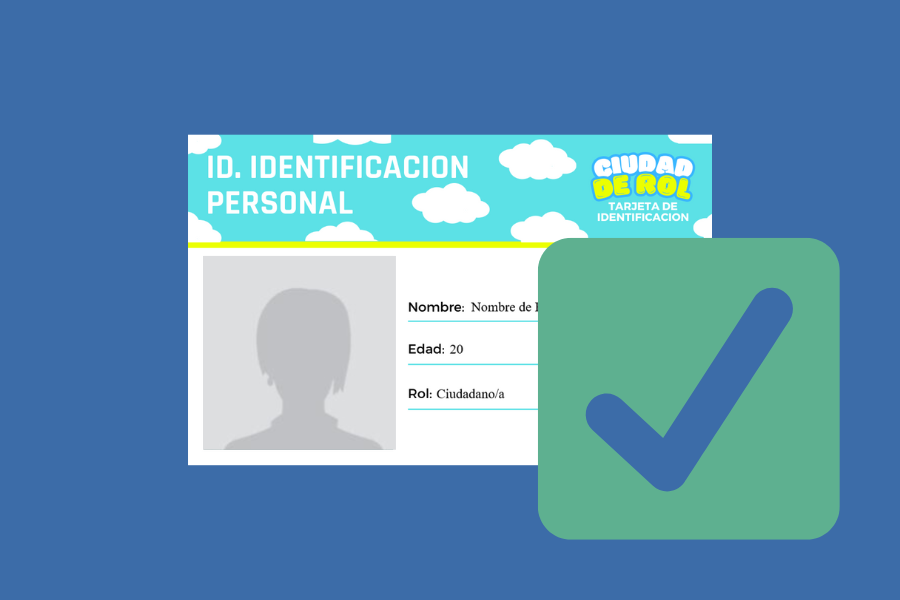 ID. IDENTIFICACION
PERSONAL
CIUDAD
DE ROL
TARJETA DE
IDENTIFICACION
Nombre: Nombre de
Edad: 20
Rol: Ciudadano/a